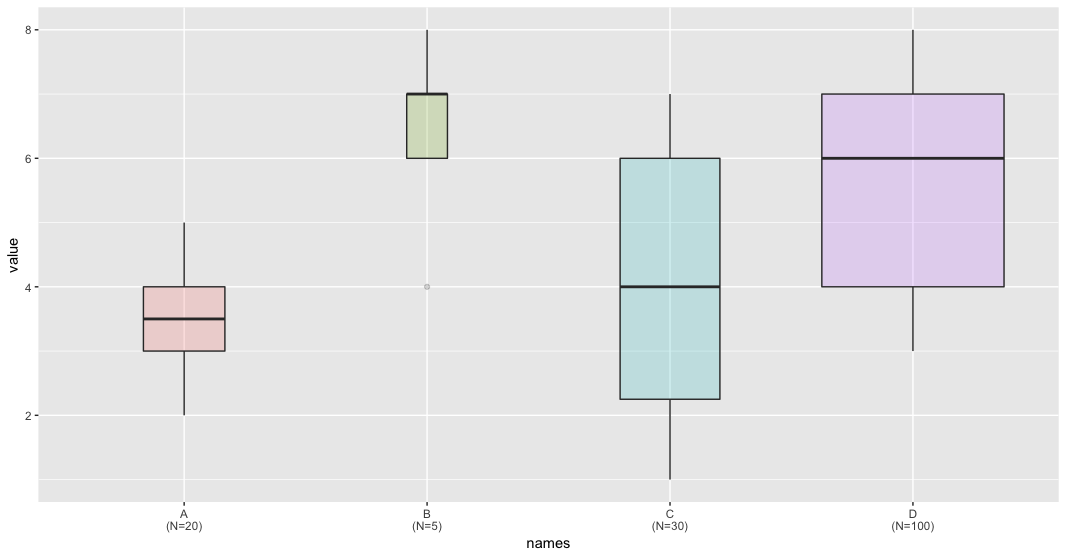 8
6
4
2
value
A
(N=20)
B
(N=5)
C
(N=30)
D
(N=100)
names